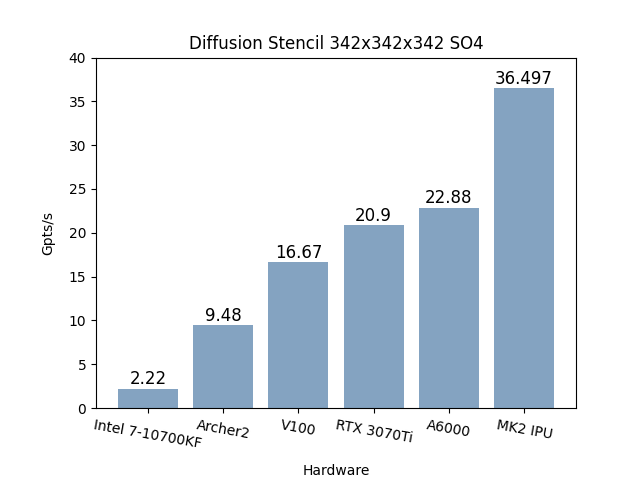 Diffusion Stencil 342x342x342 SO4
Gpts/s
40
35
30
25
20
15
10
5
0
2.22
9.48
16.67
20.9
22.88
36.497
Intel 7-10700KF
Archer2
V100
RTX 3070Ti
A6000
MK2 IPU
Hardware